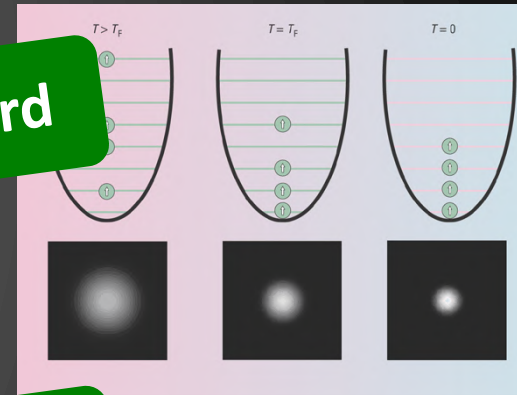 T > T_F
T = T_F
T = 0
rd